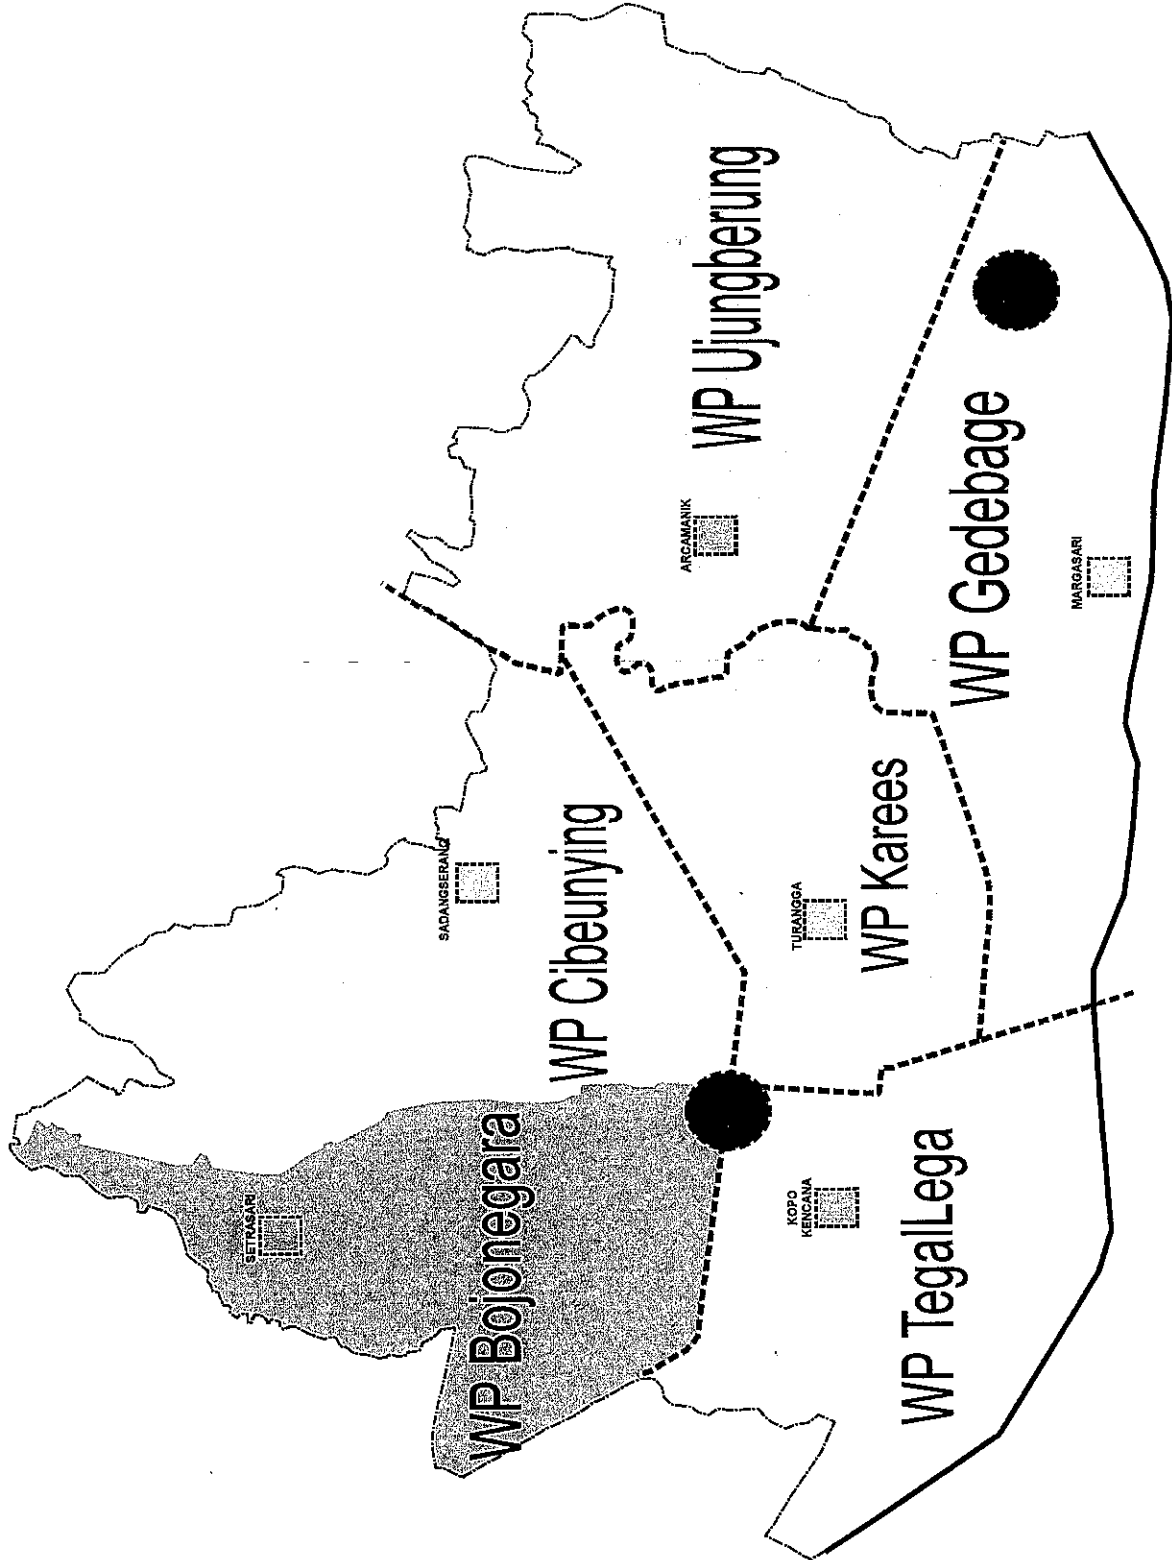 SETRASARI
WP Bojonegara
SADANGSERANG
WP Cibeunying
ARCAMANIK
WP Ujungberung
KOPO
KENCANA
WP TegalLega
TURANGGA
WP Karees
MARGASARI
WP Gedebage